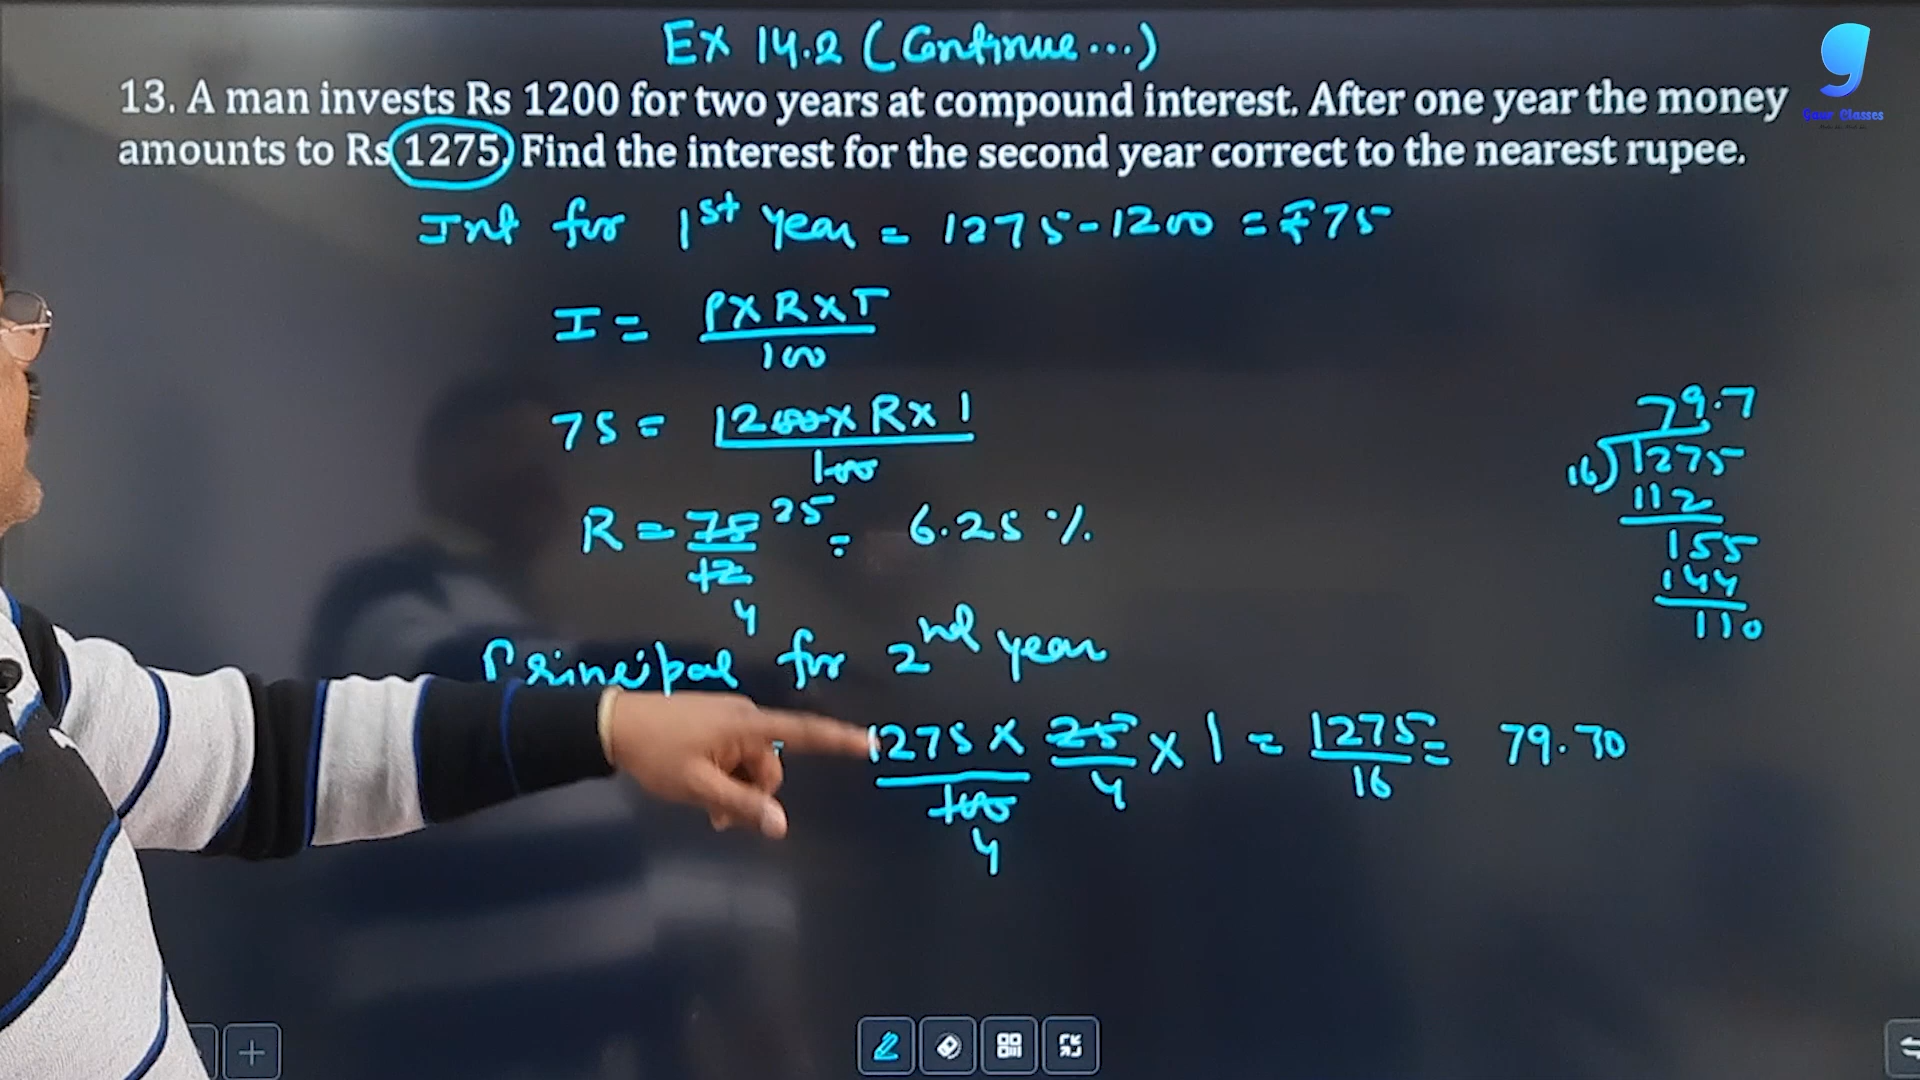 Ex 14.2 (Continue...)
13. A man invests Rs 1200 for two years at compound interest. After one year the money
amounts to Rs 1275. Find the interest for the second year correct to the nearest rupee.
Gaur Classes
Int for 1st year = 1275 - 1200 = ₹75
I = P×R×T
100
75 = 1200 × R × 1
100
R = 75 25 = 6.25 %
12
4
Principal for 2nd year
1275 × 25 × 1 = 1275 = 79.70
100 4 16
4
79.7
16 1275
112
155
144
110